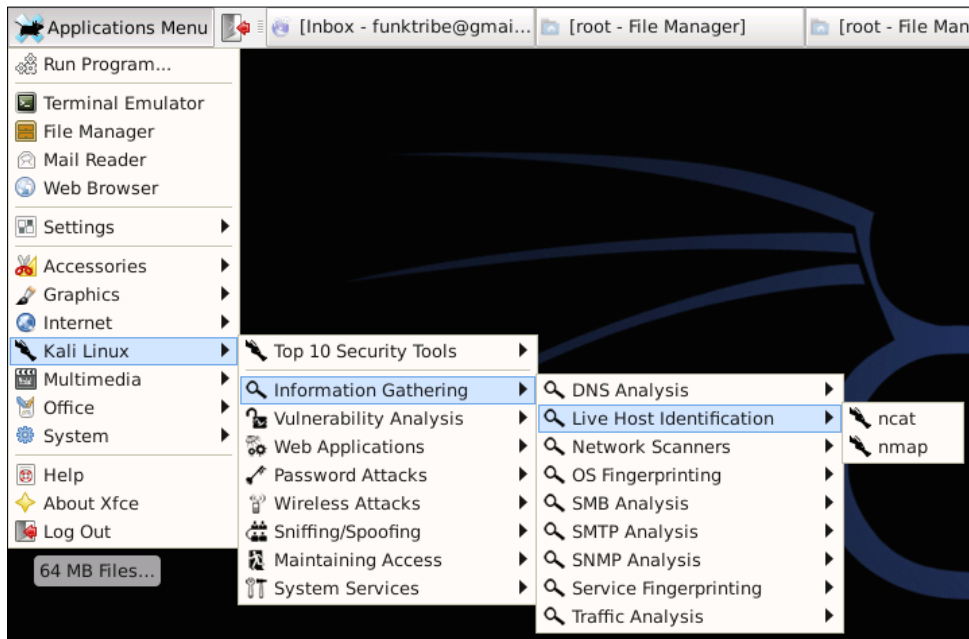 Applications Menu
[Inbox - funktribe@gmai...
[root - File Manager]
[root - File Man
Run Program...
Terminal Emulator
File Manager
Mail Reader
Web Browser
Settings
Accessories
Graphics
Internet
Kali Linux
Multimedia
Office
System
Help
About Xfce
Log Out
64 MB Files...
Top 10 Security Tools
Information Gathering
Vulnerability Analysis
Web Applications
Password Attacks
Wireless Attacks
Sniffing/Spoofing
Maintaining Access
System Services
DNS Analysis
Live Host Identification
Network Scanners
OS Fingerprinting
SMB Analysis
SMTP Analysis
SNMP Analysis
Service Fingerprinting
Traffic Analysis
ncat
nmap